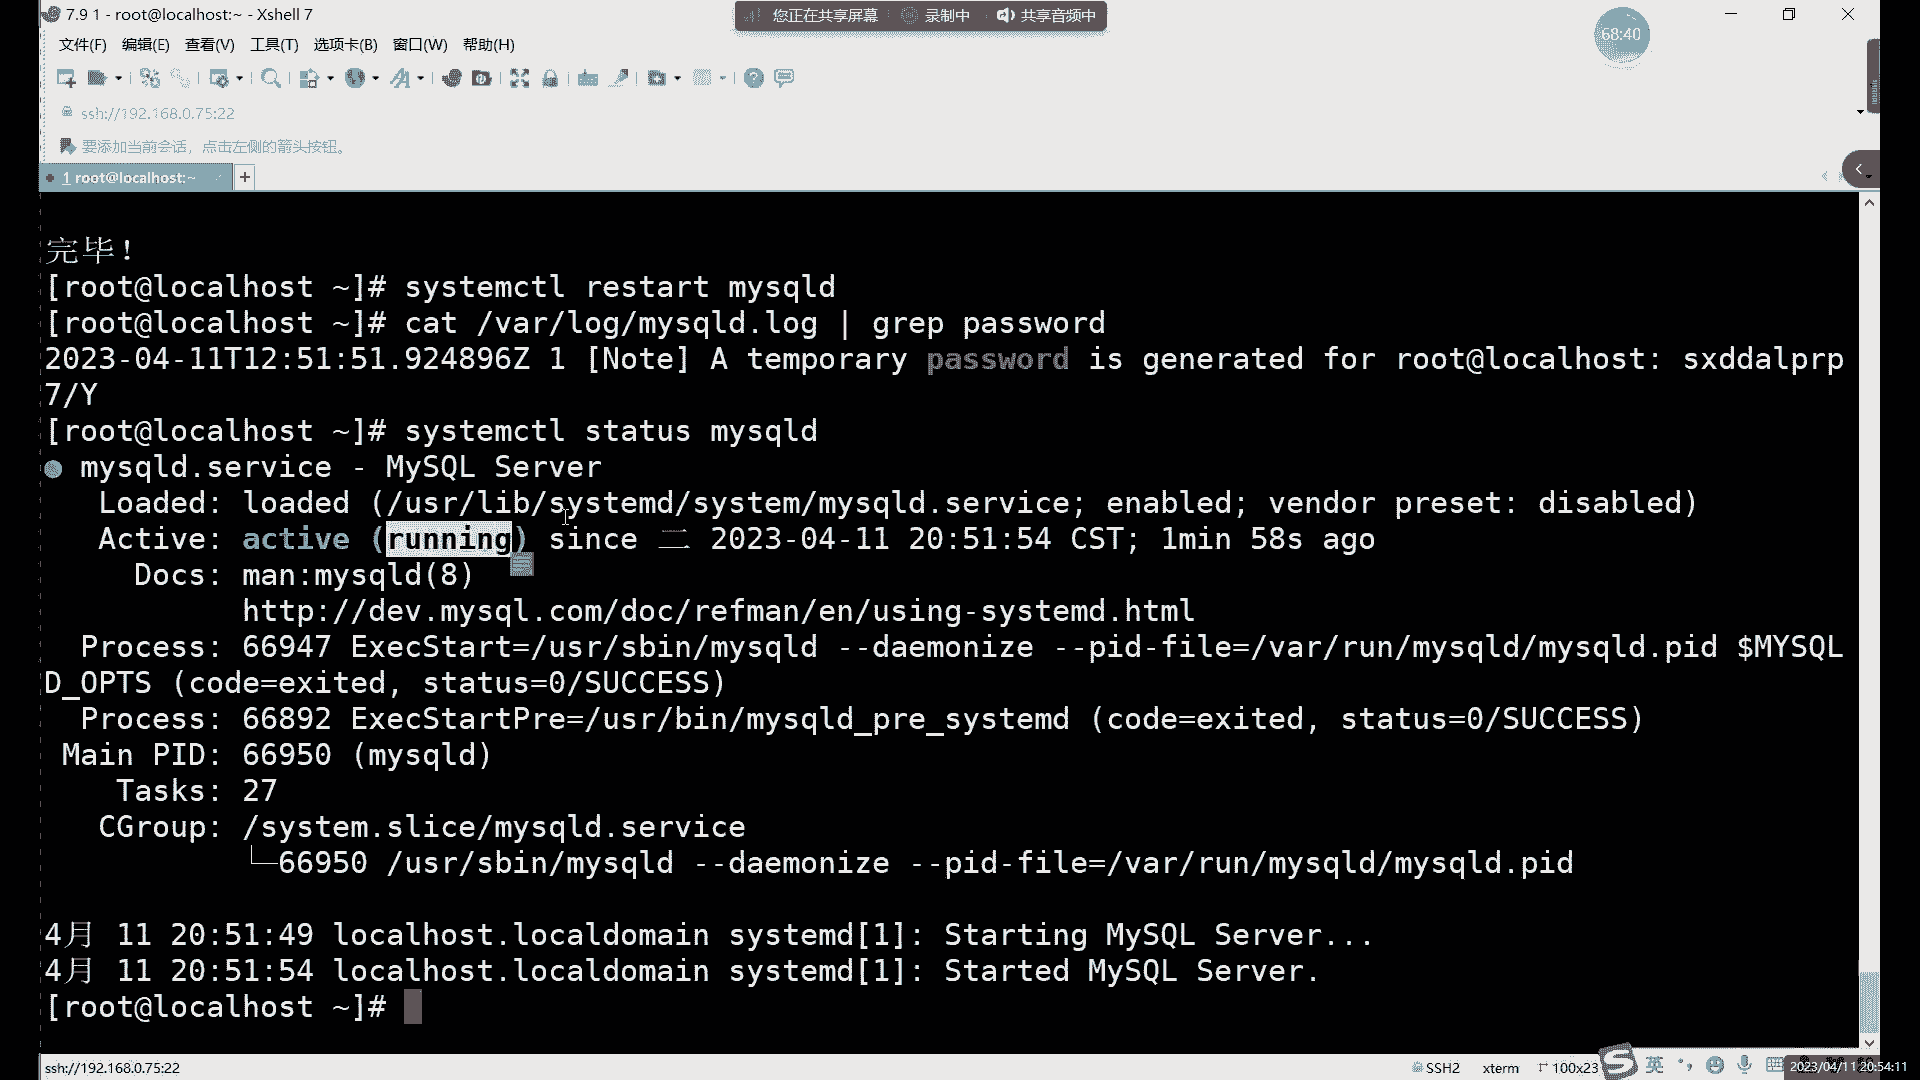 7.9 1 - root@localhost:~ - Xshell 7
您正在共享屏幕 录制中 共享音频中
68:40
文件(F) 编辑(E) 查看(V) 工具(T) 选项卡(B) 窗口(W) 帮助(H)
ssh://192.168.0.75:22
要添加当前会话,点击左侧的箭头按钮。
1 root@localhost:~
完毕!
[root@localhost ~]# systemctl restart mysqld
[root@localhost ~]# cat /var/log/mysqld.log | grep password
2023-04-11T12:51:51.924896Z 1 [Note] A temporary password is generated for root@localhost: sxddalprp
7/Y
[root@localhost ~]# systemctl status mysqld
● mysqld.service - MySQL Server
Loaded: loaded (/usr/lib/systemd/system/mysqld.service; enabled; vendor preset: disabled)
Active: active (running) since 二 2023-04-11 20:51:54 CST; 1min 58s ago
Docs: man:mysqld(8)
http://dev.mysql.com/doc/refman/en/using-systemd.html
Process: 66947 ExecStart=/usr/sbin/mysqld --daemonize --pid-file=/var/run/mysqld/mysqld.pid $MYSQL
D_OPTS (code=exited, status=0/SUCCESS)
Process: 66892 ExecStartPre=/usr/bin/mysqld_pre_systemd (code=exited, status=0/SUCCESS)
Main PID: 66950 (mysqld)
Tasks: 27
CGroup: /system.slice/mysqld.service
└─66950 /usr/sbin/mysqld --daemonize --pid-file=/var/run/mysqld/mysqld.pid
4月 11 20:51:49 localhost.localdomain systemd[1]: Starting MySQL Server...
4月 11 20:51:54 localhost.localdomain systemd[1]: Started MySQL Server.
[root@localhost ~]#
ssh://192.168.0.75:22 SSH2 xterm 100x23 英 2023/04/11 20:54:11